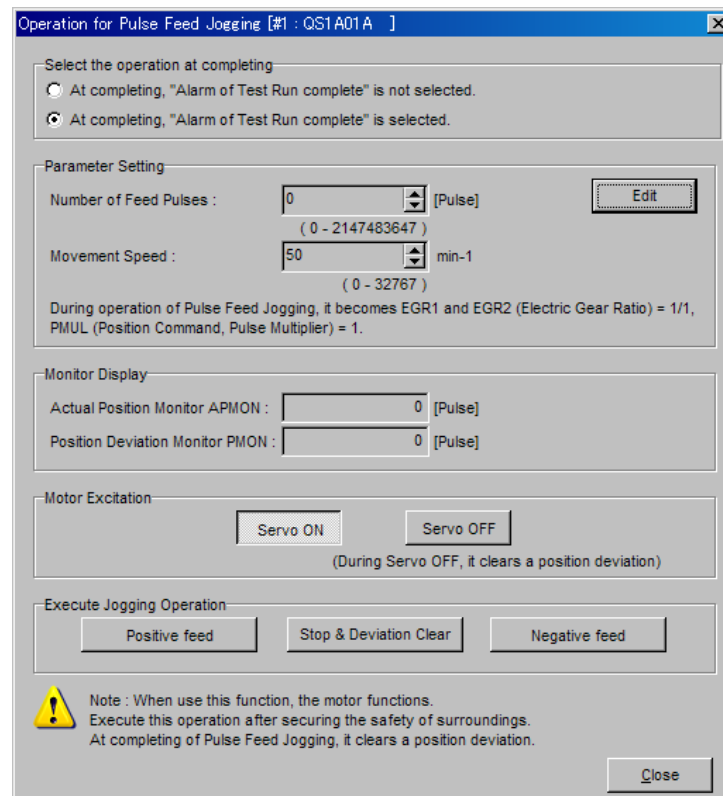 Operation for Pulse Feed Jogging [#1 : QS1A01A    ]
Select the operation at completing
At completing, "Alarm of Test Run complete" is not selected.
At completing, "Alarm of Test Run complete" is selected.
Parameter Setting
Number of Feed Pulses : 0 [Pulse] Edit
( 0 - 2147483647 )
Movement Speed : 50 min-1
( 0 - 32767 )
During operation of Pulse Feed Jogging, it becomes EGR1 and EGR2 (Electric Gear Ratio) = 1/1,
PMUL (Position Command, Pulse Multiplier) = 1.
Monitor Display
Actual Position Monitor APMON : 0 [Pulse]
Position Deviation Monitor PMON : 0 [Pulse]
Motor Excitation
Servo ON Servo OFF
(During Servo OFF, it clears a position deviation)
Execute Jogging Operation
Positive feed Stop & Deviation Clear Negative feed
Note : When use this function, the motor functions.
Execute this operation after securing the safety of surroundings.
At completing of Pulse Feed Jogging, it clears a position deviation.
Close